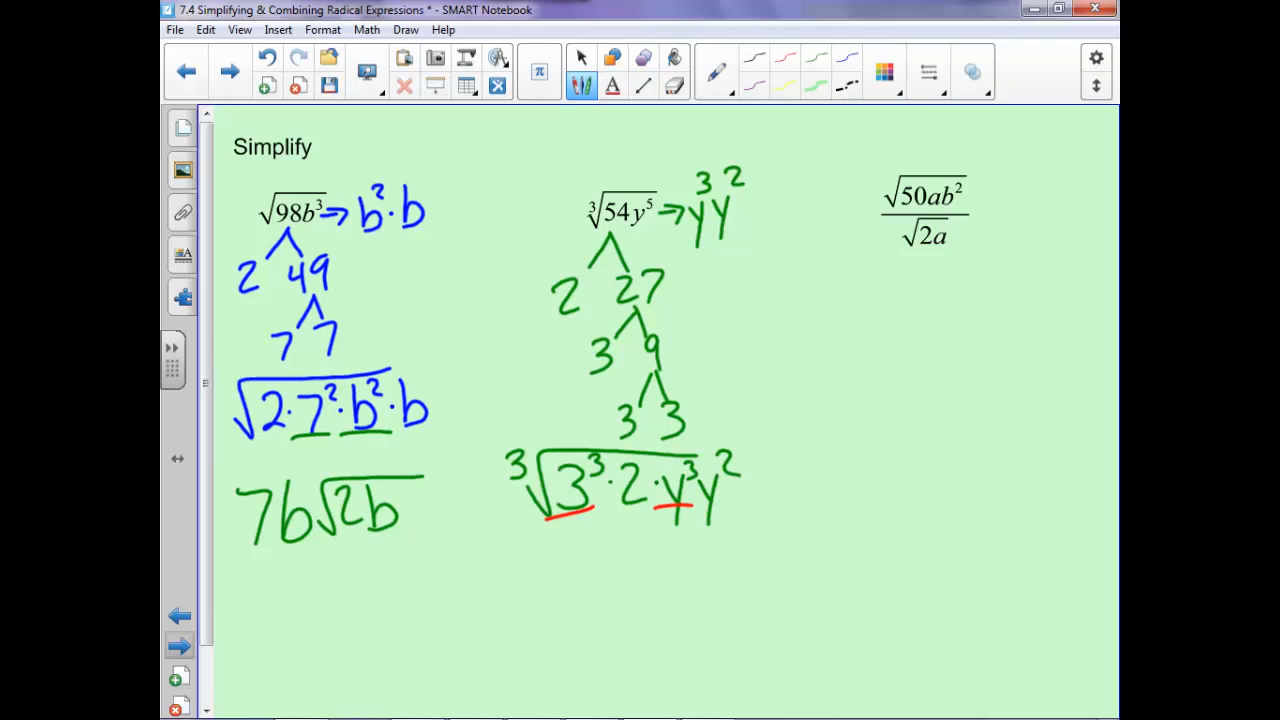 7.4 Simplifying & Combining Radical Expressions * - SMART Notebook
File Edit View Insert Format Math Draw Help
π A
Simplify
√98b³ → b² · b
2 49
7 7
√2·7²·b²·b
7b√2b
³√54y⁵ → y³y²
2 27
3 9
3 3
³√3³·2·y³y²
√50ab²
√2a